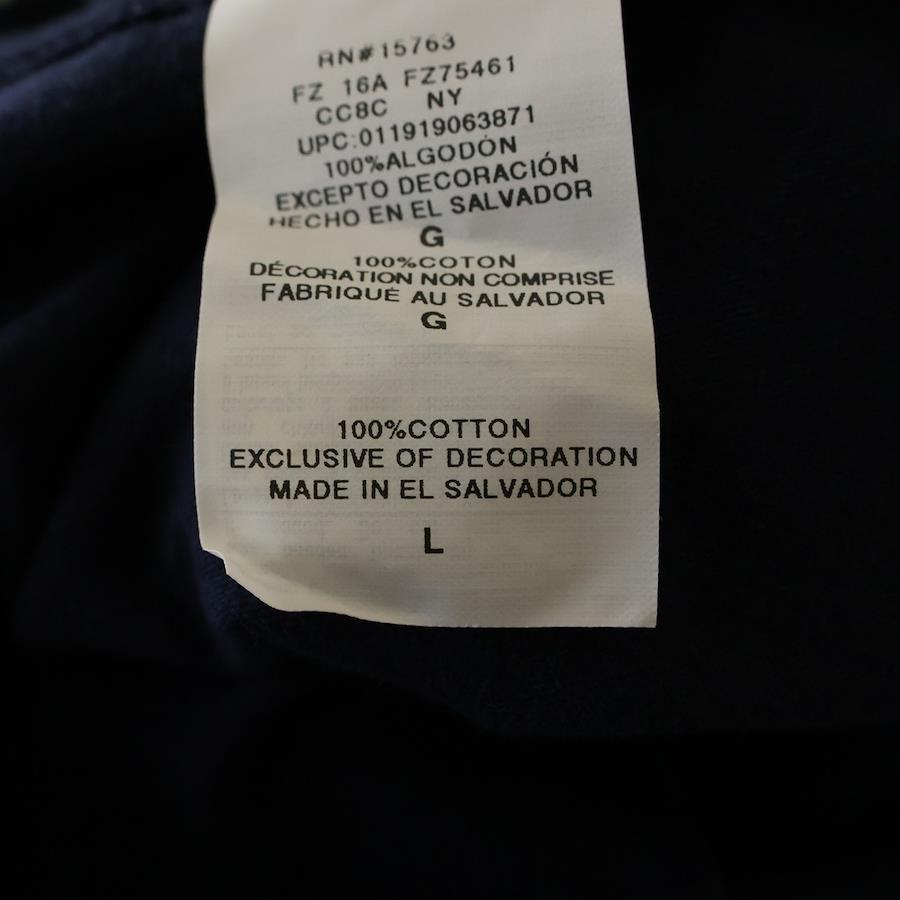 RN#15763
FZ 16A FZ75461
CC8C NY
UPC:011919063871
100%ALGODÓN
EXCEPTO DECORACIÓN
HECHO EN EL SALVADOR
G
100%COTON
DÉCORATION NON COMPRISE
FABRIQUÉ AU SALVADOR
G
100%COTTON
EXCLUSIVE OF DECORATION
MADE IN EL SALVADOR
L